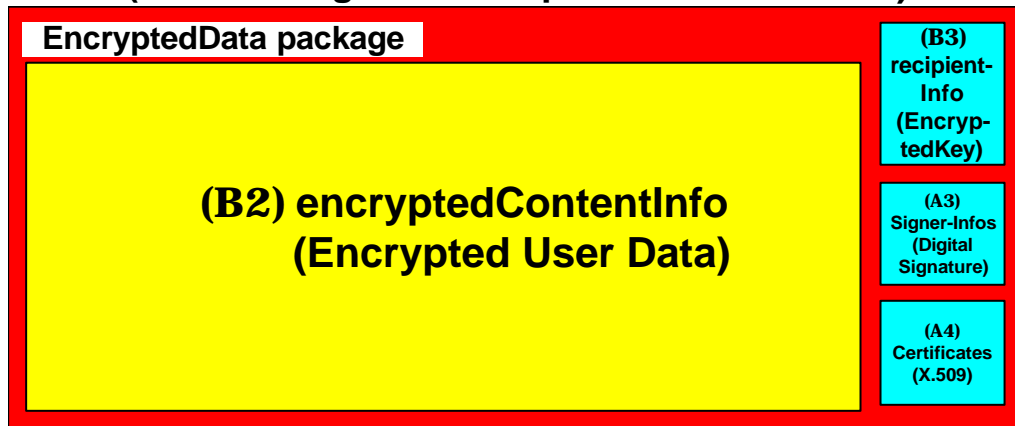 EncryptedData package
(B2) encryptedContentInfo
(Encrypted User Data)
(B3)
recipient-
Info
(Encryp-
tedKey)
(A3)
Signer-Infos
(Digital
Signature)
(A4)
Certificates
(X.509)